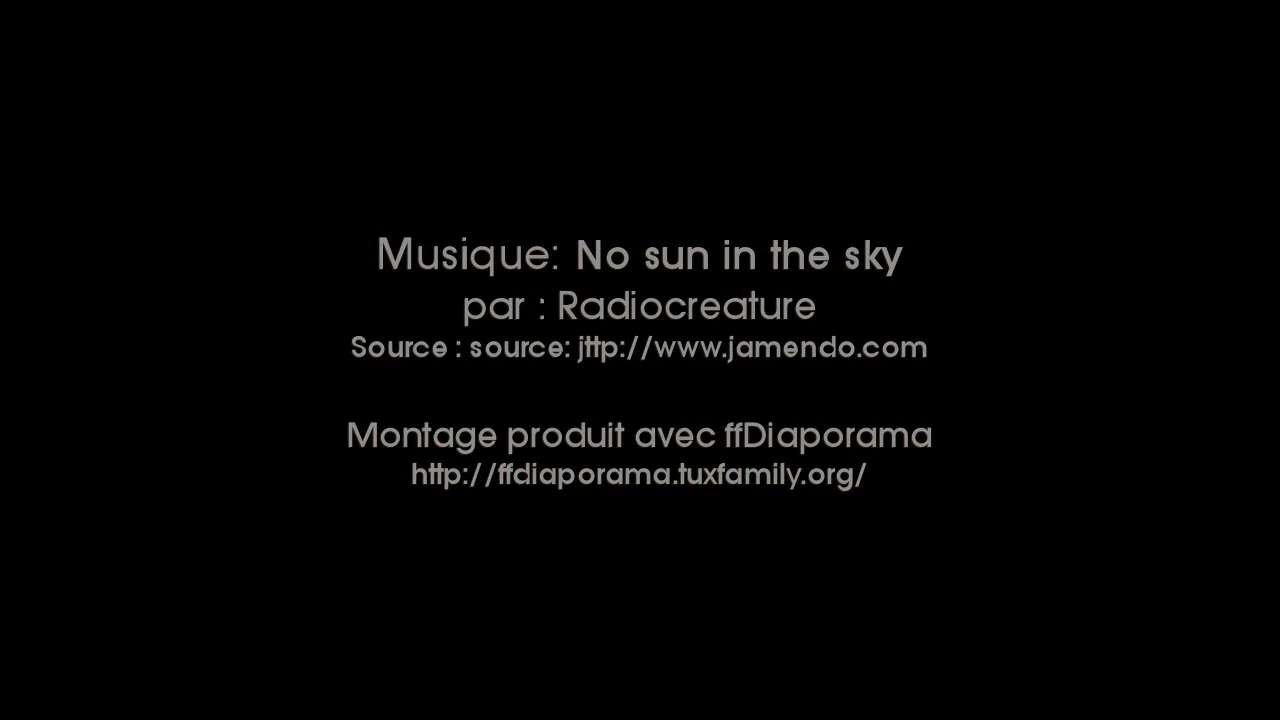 Musique: No sun in the sky
par : Radiocreature
Source : source: jttp://www.jamendo.com
Montage produit avec ffDiaporama
http://ffdiaporama.tuxfamily.org/